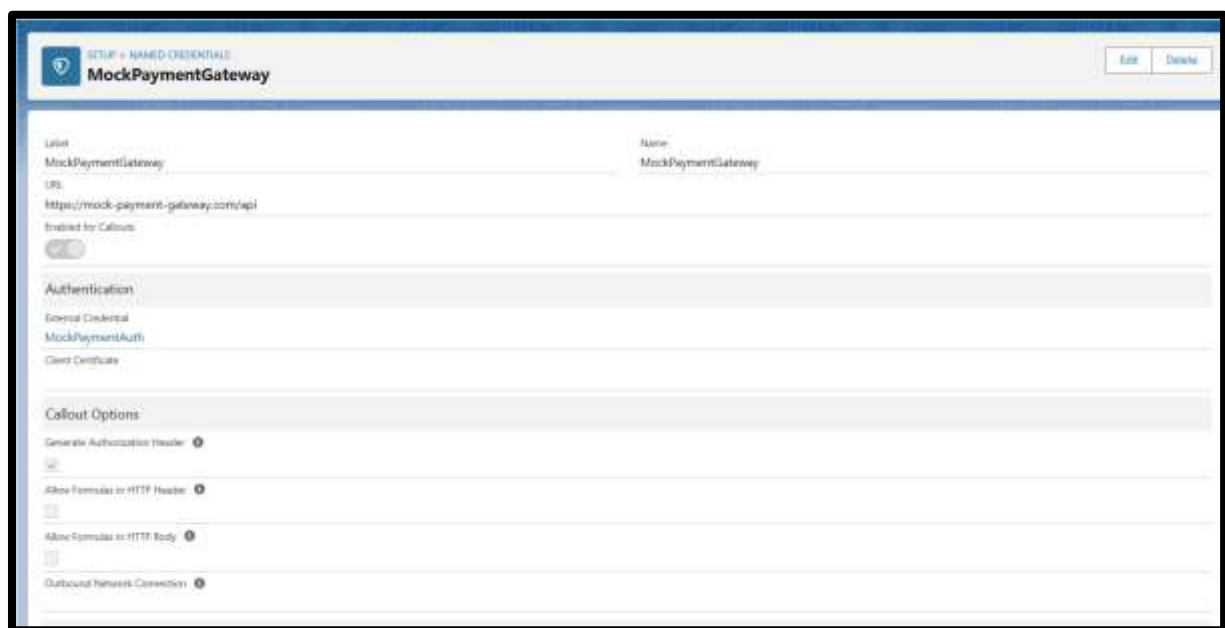 SETUP > NAMED CREDENTIALS
MockPaymentGateway
Edit Delete
Label Name
MockPaymentGateway MockPaymentGateway
URL
https://mock-payment-gateway.com/api
Enabled for Callouts
Authentication
External Credential
MockPaymentAuth
Client Certificate
Callout Options
Generate Authorization Header
Allow Formulas in HTTP Header
Allow Formulas in HTTP Body
Outbound Network Connection